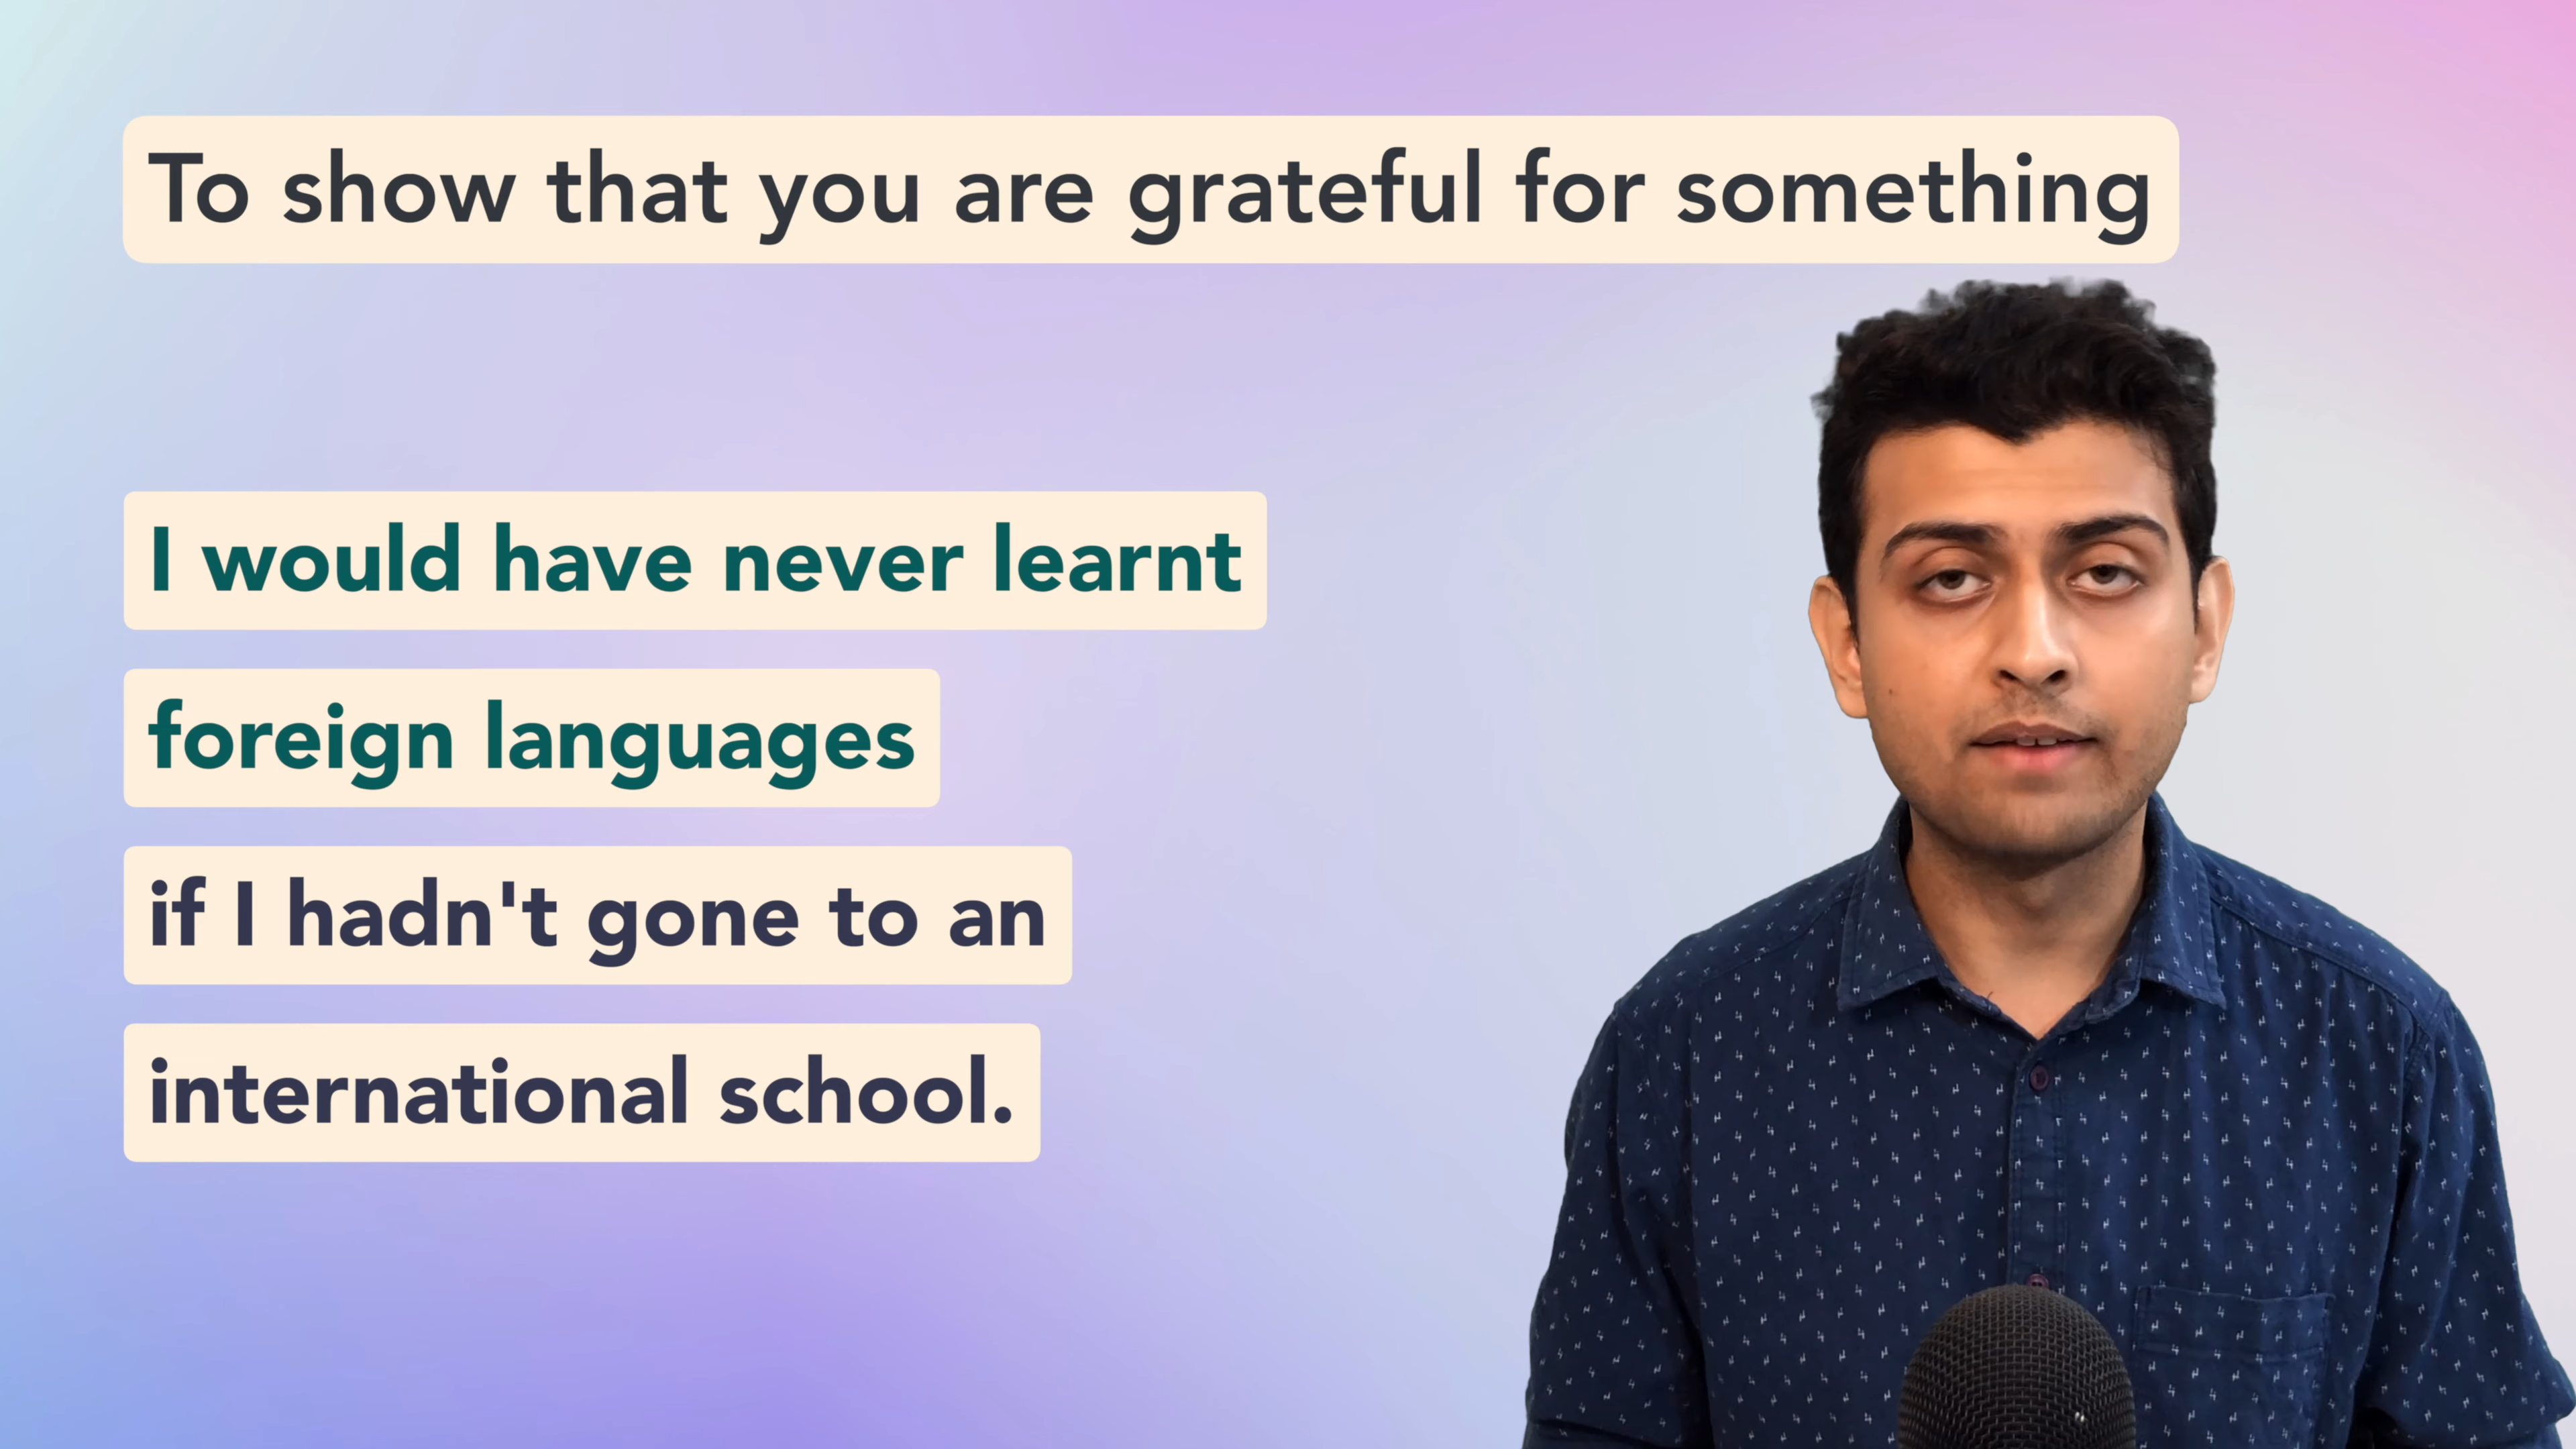 To show that you are grateful for something
I would have never learnt
foreign languages
if I hadn't gone to an
international school.